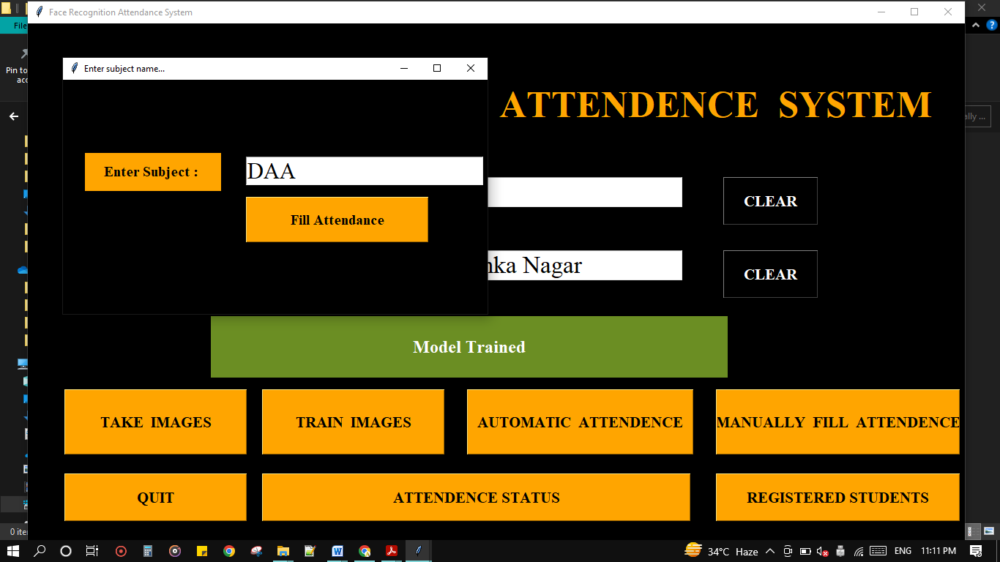 Face Recognition Attendance System
File
Pin to
acc
Enter subject name...
ATTENDENCE SYSTEM
ally ...
Enter Subject :
DAA
Fill Attendance
CLEAR
nka Nagar
CLEAR
Model Trained
TAKE IMAGES
TRAIN IMAGES
AUTOMATIC ATTENDENCE
MANUALLY FILL ATTENDENCE
QUIT
ATTENDENCE STATUS
REGISTERED STUDENTS
0 iter
34°C Haze
ENG
11:11 PM